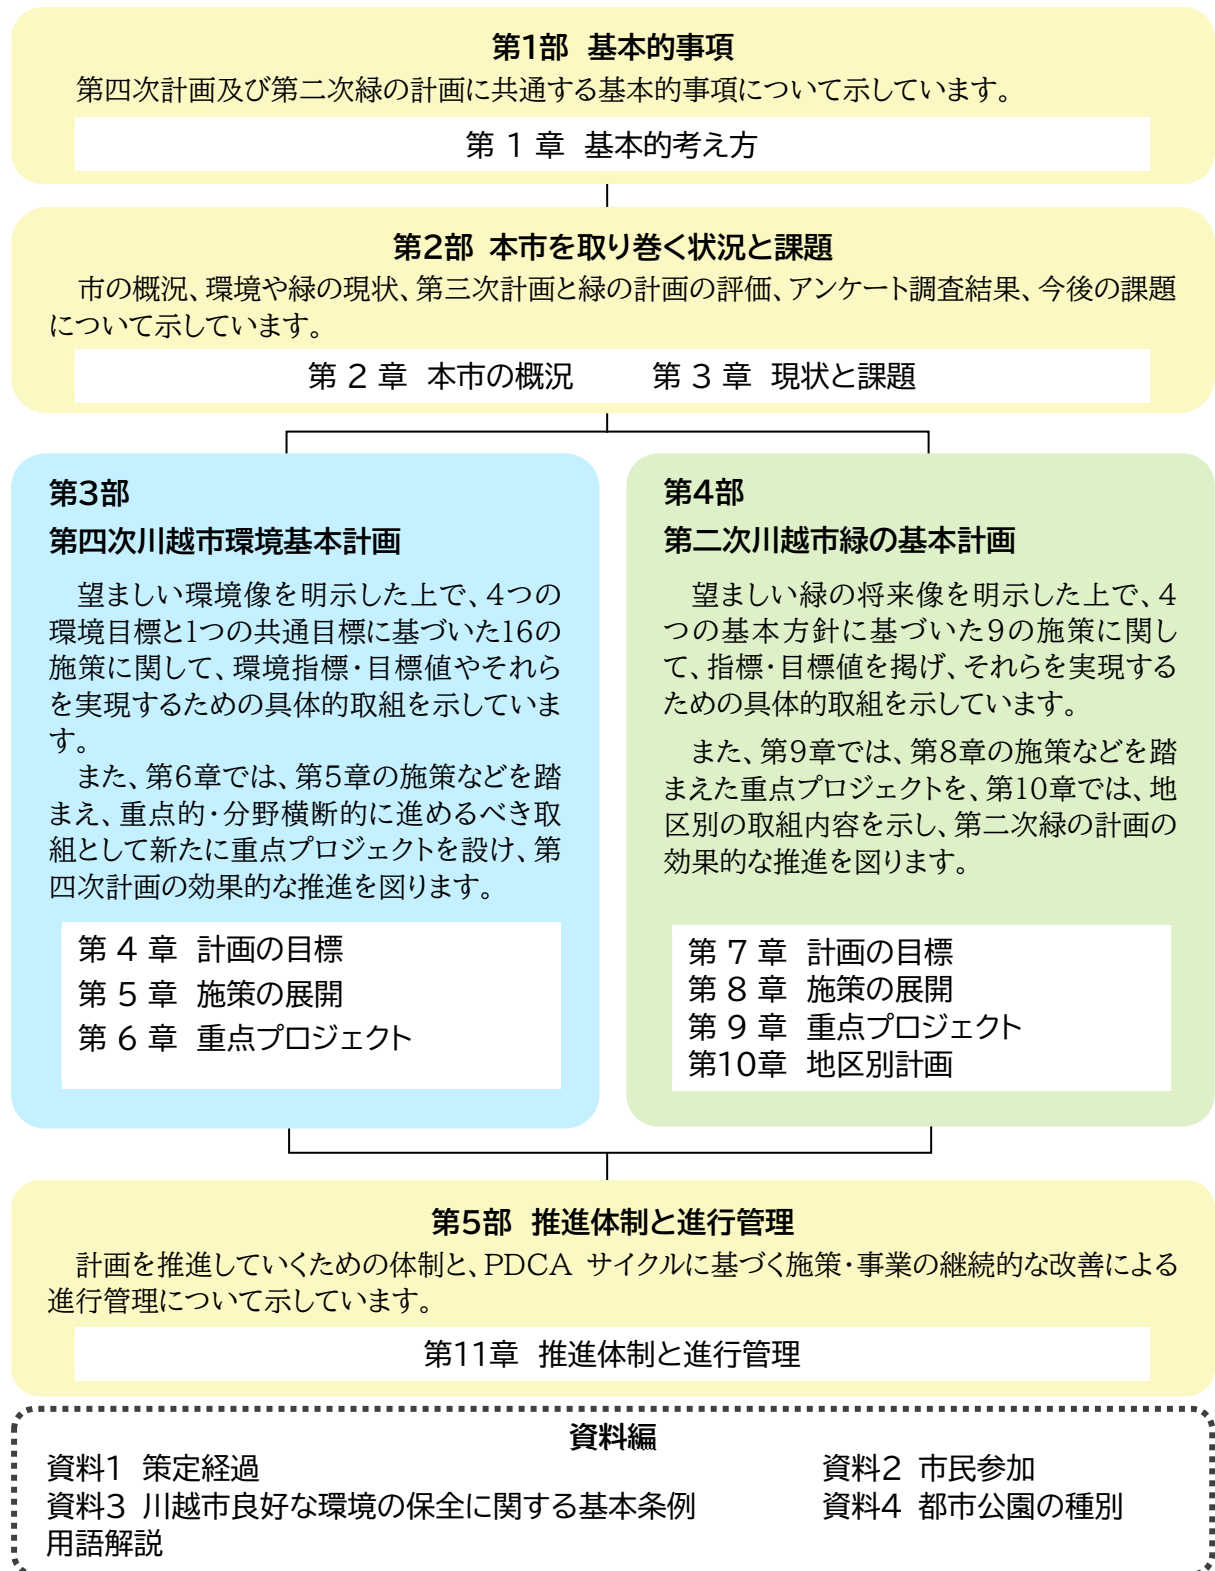 第1部 基本的事項
第四次計画及び第二次緑の計画に共通する基本的事項について示しています。
第 1 章 基本的考え方
第2部 本市を取り巻く状況と課題
市の概況、環境や緑の現状、第三次計画と緑の計画の評価、アンケート調査結果、今後の課題
について示しています。
第 2 章 本市の概況 第 3 章 現状と課題
第3部
第四次川越市環境基本計画
望ましい環境像を明示した上で、4つの
環境目標と1つの共通目標に基づいた16の
施策に関して、環境指標・目標値やそれら
を実現するための具体的取組を示していま
す。
また、第6章では、第5章の施策などを踏
まえ、重点的・分野横断的に進めるべき取
組として新たに重点プロジェクトを設け、第
四次計画の効果的な推進を図ります。
第 4 章 計画の目標
第 5 章 施策の展開
第 6 章 重点プロジェクト
第4部
第二次川越市緑の基本計画
望ましい緑の将来像を明示した上で、4
つの基本方針に基づいた9の施策に関し
て、指標・目標値を掲げ、それらを実現する
ための具体的取組を示しています。
また、第9章では、第8章の施策などを踏
まえた重点プロジェクトを、第10章では、地
区別の取組内容を示し、第二次緑の計画の
効果的な推進を図ります。
第 7 章 計画の目標
第 8 章 施策の展開
第 9 章 重点プロジェクト
第10章 地区別計画
第5部 推進体制と進行管理
計画を推進していくための体制と、PDCA サイクルに基づく施策・事業の継続的な改善による
進行管理について示しています。
第11章 推進体制と進行管理
資料編
資料1 策定経過 資料2 市民参加
資料3 川越市良好な環境の保全に関する基本条例 資料4 都市公園の種別
用語解説